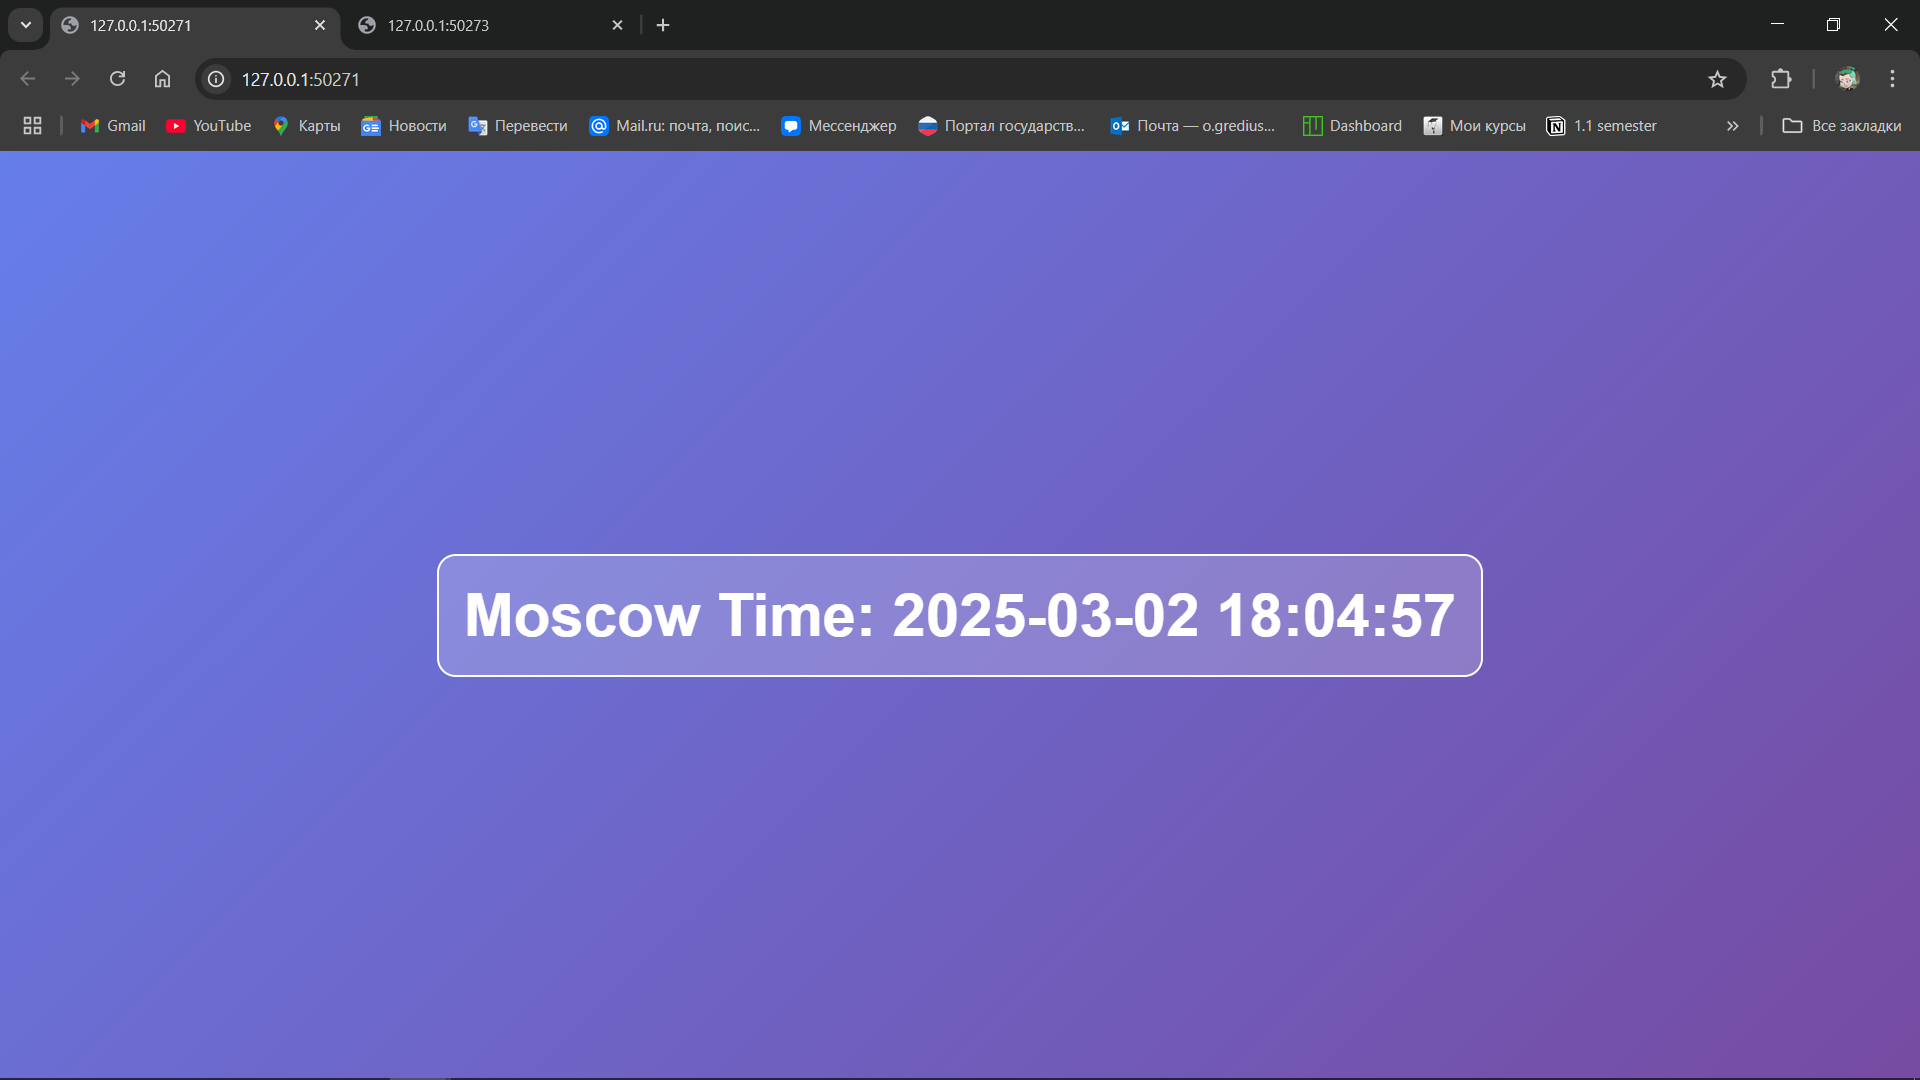 127.0.0.1:50271
127.0.0.1:50273
127.0.0.1:50271
Gmail
YouTube
Карты
Новости
Перевести
Mail.ru: почта, поис...
Мессенджер
Портал государств...
Почта — o.gredius...
Dashboard
Мои курсы
1.1 semester
Все закладки
Moscow Time: 2025-03-02 18:04:57